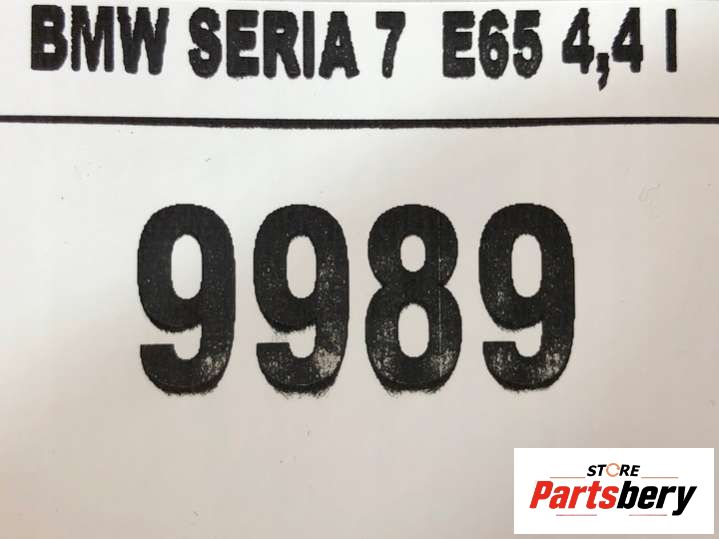 BMW SERIA 7 E65 4,4 l
9989
STORE
Partsbery